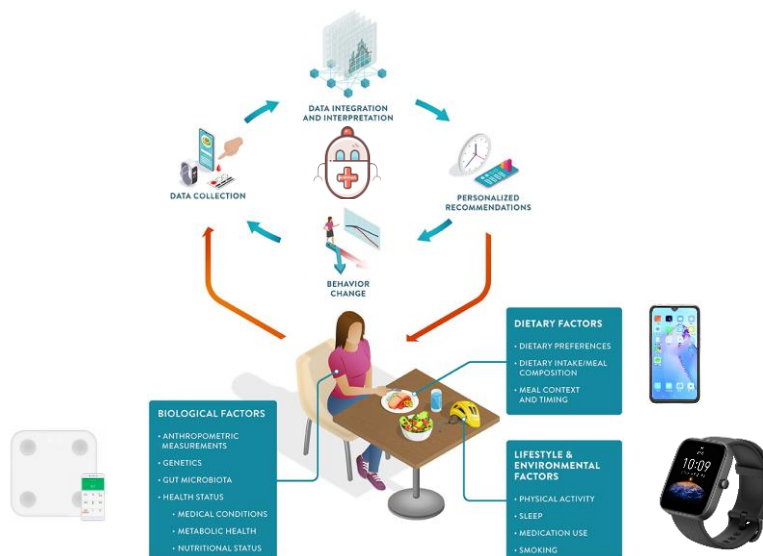 DATA INTEGRATION
AND INTERPRETATION
DATA COLLECTION
PERSONALIZED
RECOMMENDATIONS
BEHAVIOR
CHANGE
DIETARY FACTORS
• DIETARY PREFERENCES
• DIETARY INTAKE/MEAL
COMPOSITION
• MEAL CONTEXT
AND TIMING
BIOLOGICAL FACTORS
• ANTHROPOMETRIC
MEASUREMENTS
• GENETICS
• GUT MICROBIOTA
• HEALTH STATUS
• MEDICAL CONDITIONS
• METABOLIC HEALTH
• NUTRITIONAL STATUS
LIFESTYLE &
ENVIRONMENTAL
FACTORS
• PHYSICAL ACTIVITY
• SLEEP
• MEDICATION USE
• SMOKING
10:09